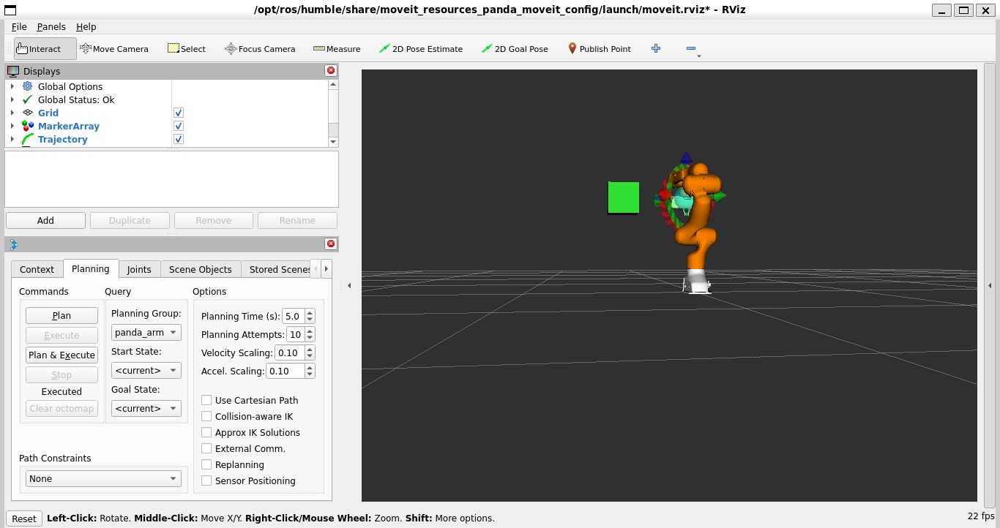 /opt/ros/humble/share/moveit_resources_panda_moveit_config/launch/moveit.rviz* - RViz
File Panels Help
Interact Move Camera Select Focus Camera Measure 2D Pose Estimate 2D Goal Pose Publish Point
Displays
Global Options
Global Status: Ok
Grid
MarkerArray
Trajectory
Add Duplicate Remove Rename
Context Planning Joints Scene Objects Stored Scenes
Commands Query Options
Plan
Execute
Plan & Execute
Stop
Executed
Clear octomap
Planning Group:
panda_arm
Start State:
<current>
Goal State:
<current>
Planning Time (s): 5.0
Planning Attempts: 10
Velocity Scaling: 0.10
Accel. Scaling: 0.10
Use Cartesian Path
Collision-aware IK
Approx IK Solutions
External Comm.
Replanning
Sensor Positioning
Path Constraints
None
Reset Left-Click: Rotate. Middle-Click: Move X/Y. Right-Click/Mouse Wheel: Zoom. Shift: More options. 22 fps